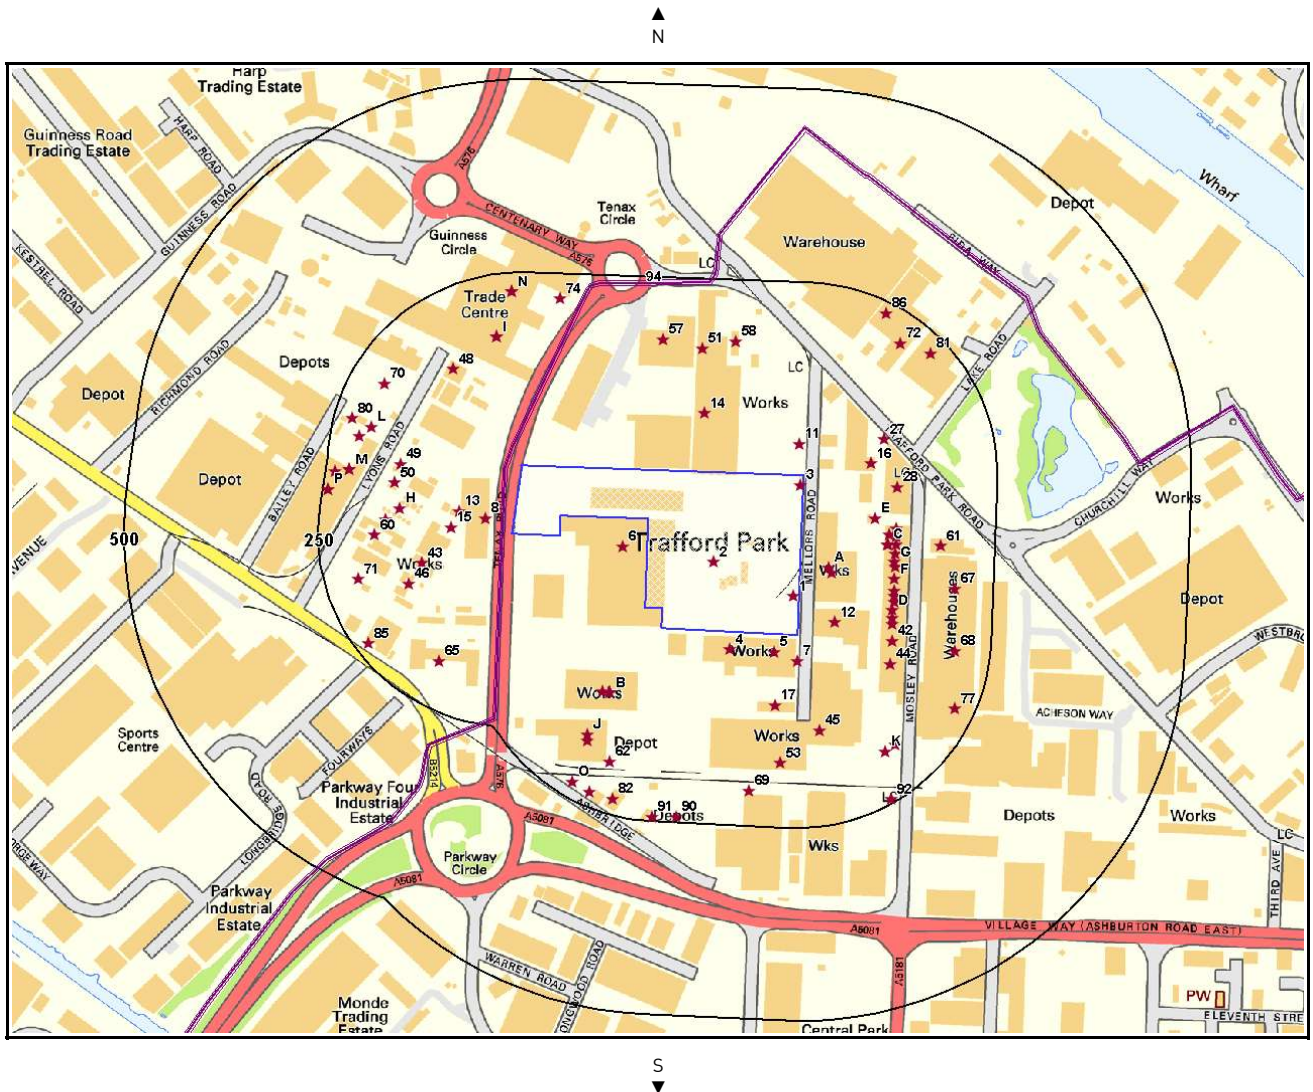 N
Harp
Trading Estate
Guinness Road
Trading Estate
HARP ROAD
A576
Wharf
GUINNESS ROAD
CENTENARY WAY
Tenax
Circle
Depot
Guinness
Circle
A576
Warehouse
KESTREL ROAD
LC
94
N
74
Trade
Centre
I
86
57
51
58
72
81
LAKE ROAD
RICHMOND ROAD
Depots
48
LC
70
Depot
80
L
14
Works
11
27
TRAFFORD PARK ROAD
16
49
LYONS ROAD
M
50
P
Depot
BAILEY ROAD
3
28
CHURCHILL WAY
Works
H
13
8
15
60
E
500
250
6
Trafford Park
2
MELLORS ROAD
C
G
61
AVENUE
43
Works
46
A
Wks
F
71
1
D
67
Warehouses
Depot
12
42
85
65
4
Works
5
7
44
68
WESTBR
B
Works
MOSLEY ROAD
17
77
ACHESON WAY
Sports
Centre
FOURWAYS
J
Depot
62
45
Works
53
K
B5214
A576
O
82
69
92
Parkway Four
Industrial
Estate
ASHBRIDGE
91
90
Depots
A5081
Depots
Works
LC
Wks
Parkway
Circle
A5081
THIRD AVE
Parkway
Industrial
Estate
A5081
VILLAGE WAY (ASHBURTON ROAD EAST)
WARREN ROAD
A5181
PW
Monde
Trading
Estate
Central Park
ELEVENTH STRE
S